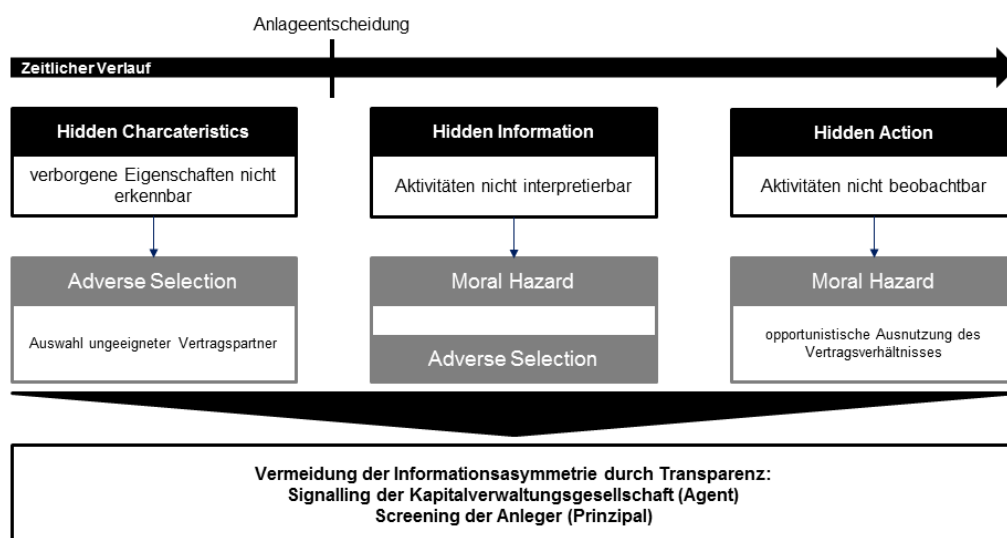 Anlageentscheidung
Zeitlicher Verlauf
Hidden Charcateristics
verborgene Eigenschaften nicht
erkennbar
Adverse Selection
Auswahl ungeeigneter Vertragspartner
Hidden Information
Aktivitäten nicht interpretierbar
Moral Hazard
Adverse Selection
Hidden Action
Aktivitäten nicht beobachtbar
Moral Hazard
opportunistische Ausnutzung des
Vertragsverhältnisses
Vermeidung der Informationsasymmetrie durch Transparenz:
Signalling der Kapitalverwaltungsgesellschaft (Agent)
Screening der Anleger (Prinzipal)